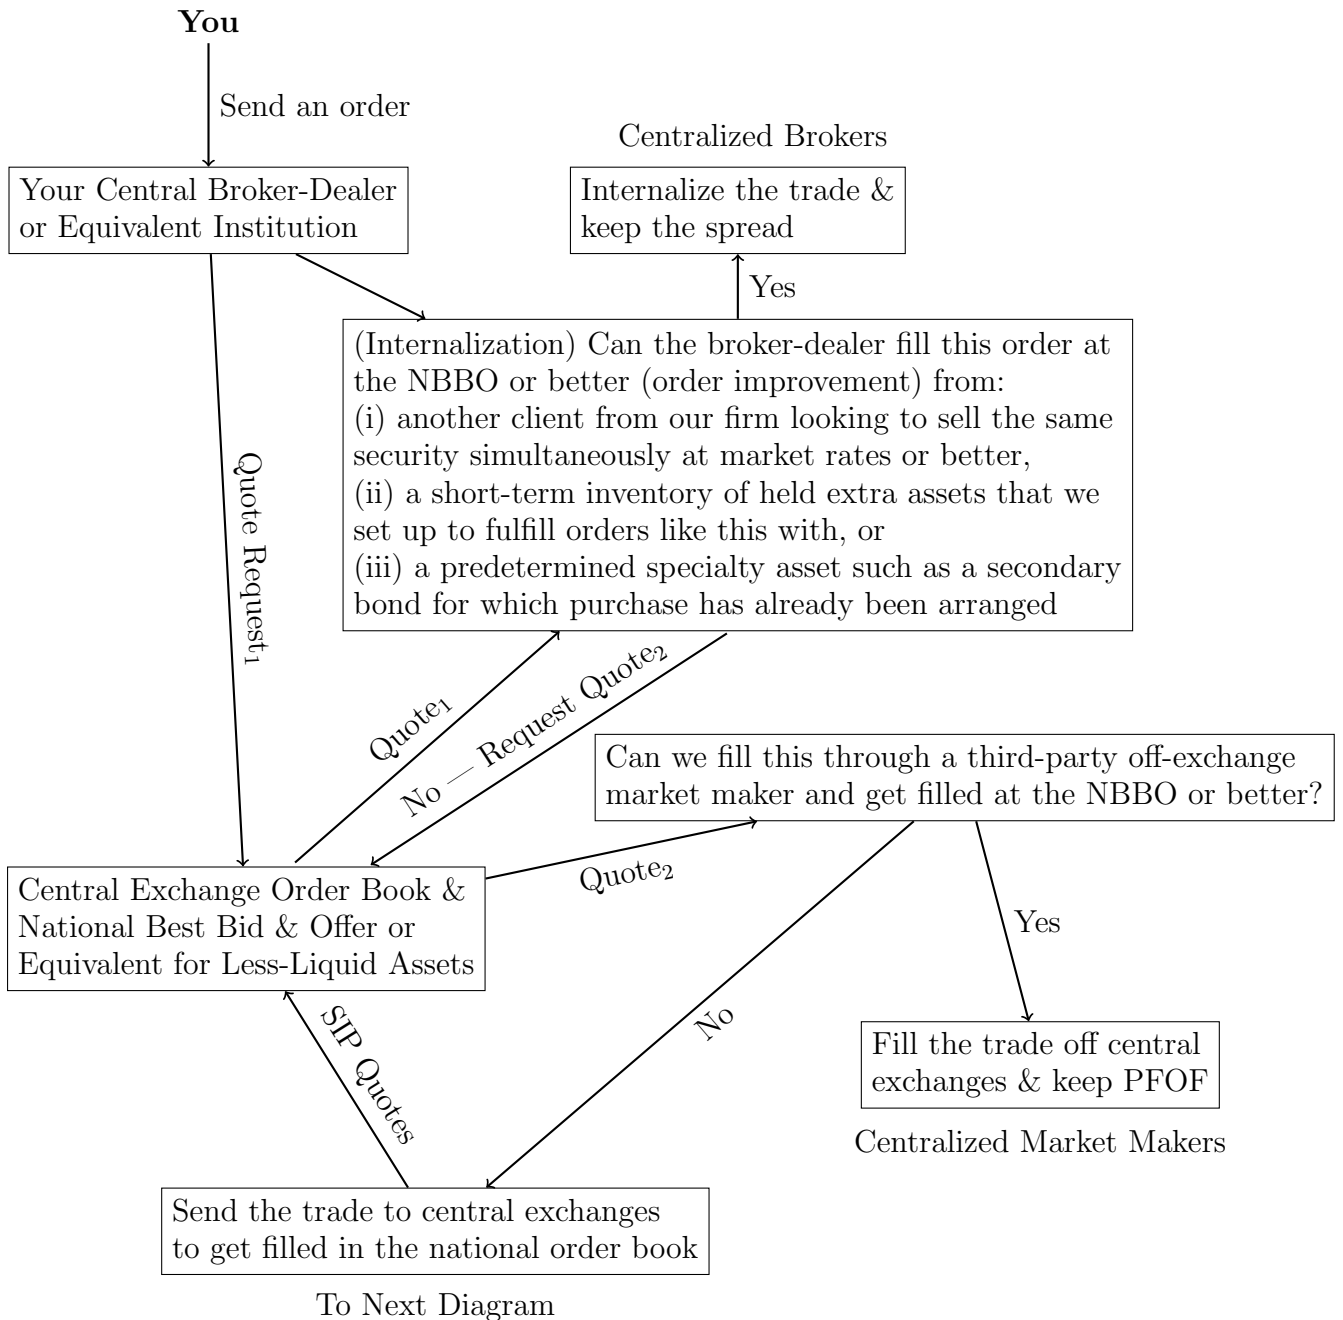 You
Send an order
Centralized Brokers
Your Central Broker-Dealer
or Equivalent Institution
Internalize the trade &
keep the spread
Yes
(Internalization) Can the broker-dealer fill this order at
the NBBO or better (order improvement) from:
(i) another client from our firm looking to sell the same
security simultaneously at market rates or better,
(ii) a short-term inventory of held extra assets that we
set up to fulfill orders like this with, or
(iii) a predetermined specialty asset such as a secondary
bond for which purchase has already been arranged
Quote Request₁
Quote₁
No — Request Quote₂
Can we fill this through a third-party off-exchange
market maker and get filled at the NBBO or better?
Quote₂
Central Exchange Order Book &
National Best Bid & Offer or
Equivalent for Less-Liquid Assets
Yes
No
SIP Quotes
Fill the trade off central
exchanges & keep PFOF
Centralized Market Makers
Send the trade to central exchanges
to get filled in the national order book
To Next Diagram